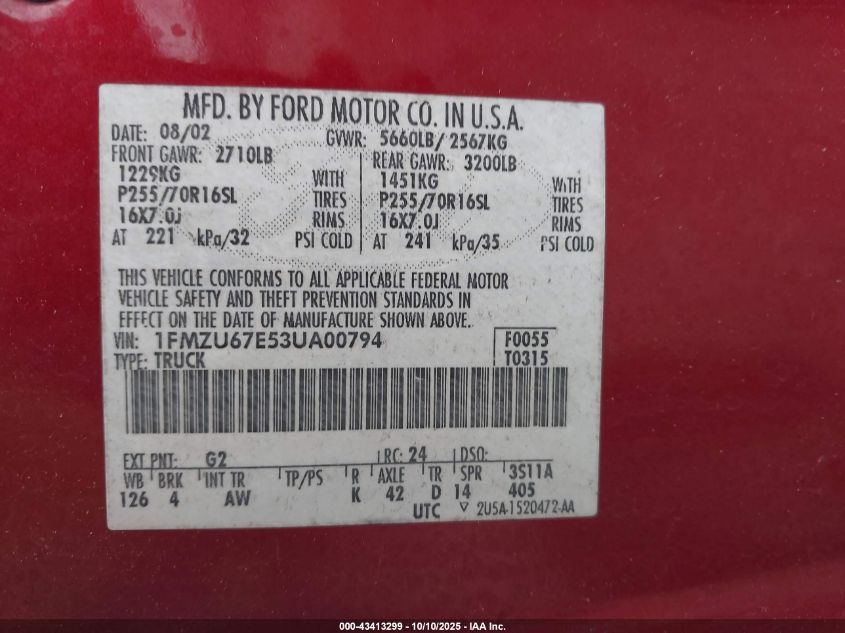 MFD. BY FORD MOTOR CO. IN U.S.A.
DATE: 08/02 GVWR: 5660LB/ 2567KG
FRONT GAWR: 2710LB REAR GAWR: 3200LB
1229KG WITH 1451KG WITH
P255/70R16SL TIRES P255/70R16SL TIRES
16X7.0J RIMS 16X7.0J RIMS
AT 221 kPa/32 PSI COLD AT 241 kPa/35 PSI COLD
THIS VEHICLE CONFORMS TO ALL APPLICABLE FEDERAL MOTOR
VEHICLE SAFETY AND THEFT PREVENTION STANDARDS IN
EFFECT ON THE DATE OF MANUFACTURE SHOWN ABOVE.
VIN: 1FMZU67E53UA00794 F0055
TYPE: TRUCK T0315
EXT PNT: G2 RC: 24 DSO:
WB BRK INT TR TP/PS R AXLE TR SPR 3S11A
126 4 AW K 42 D 14 405
UTC ▽ 2U5A-1520472-AA
000-43413299 - 10/10/2025 - IAA Inc.